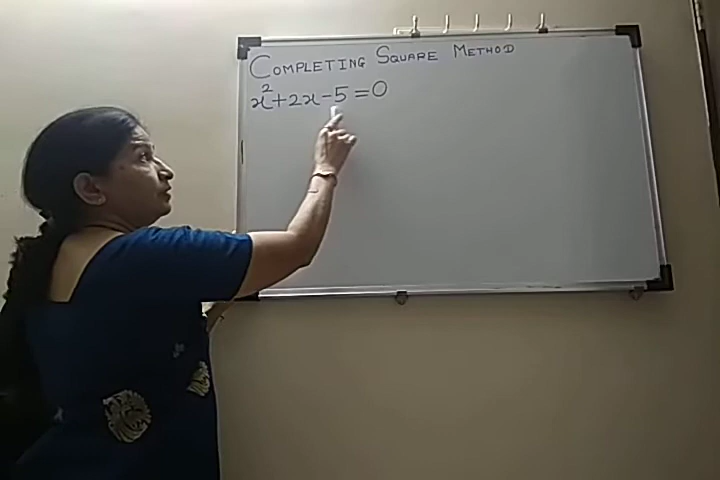 COMPLETING SQUARE METHOD
x² + 2x - 5 = 0